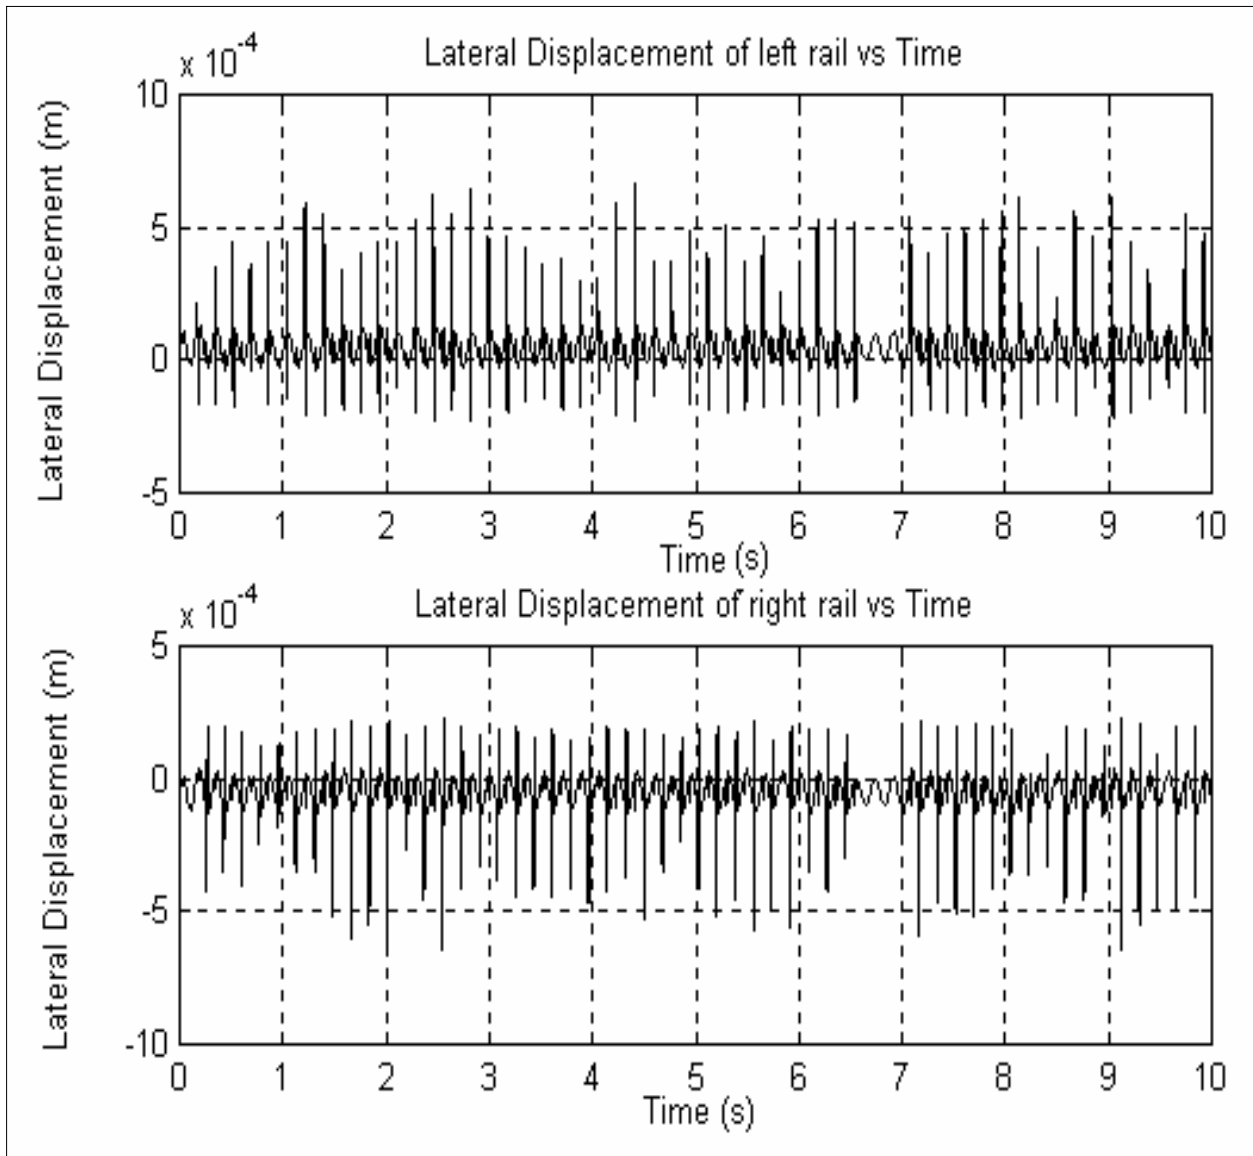 x 10-4
Lateral Displacement of left rail vs Time
Lateral Displacement (m)
10
5
0
-5
0 1 2 3 4 5 6 7 8 9 10
Time (s)
x 10-4
Lateral Displacement of right rail vs Time
Lateral Displacement (m)
5
0
-5
-10
0 1 2 3 4 5 6 7 8 9 10
Time (s)